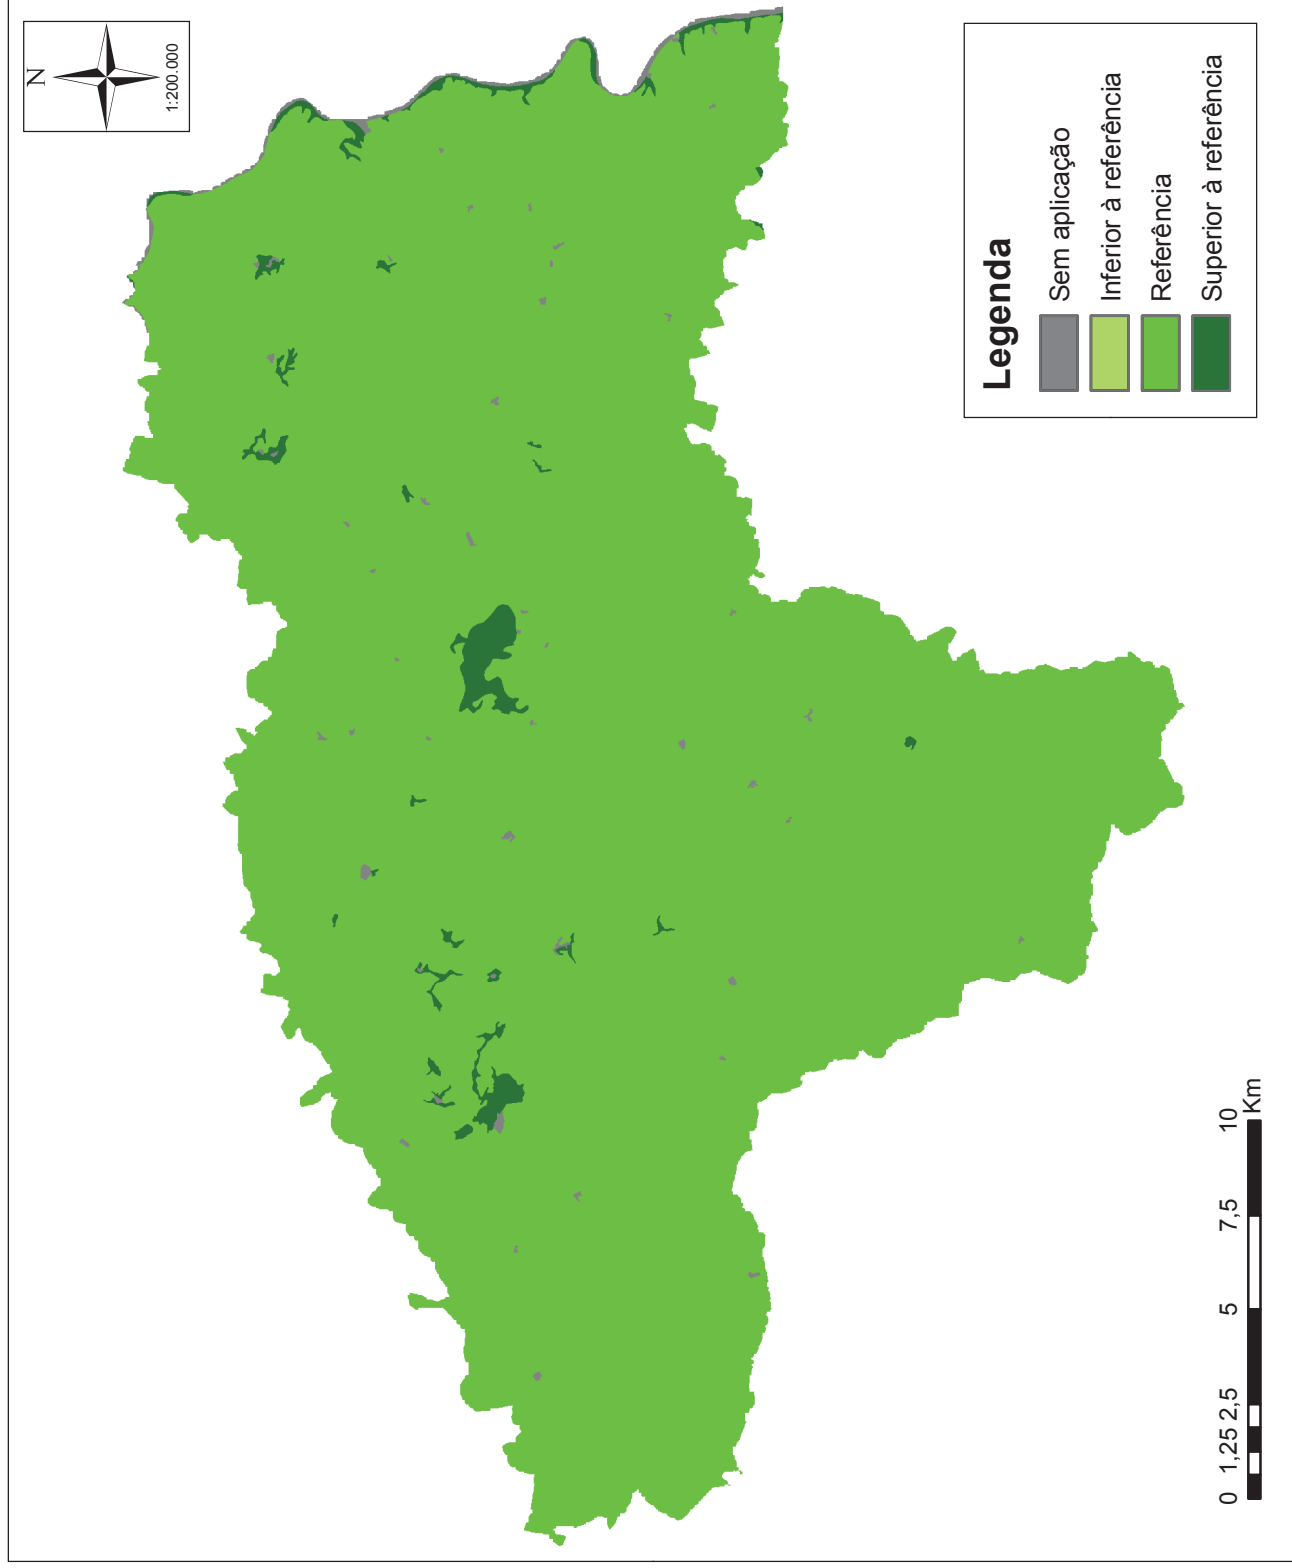 N
1:200.000
Legenda
Sem aplicação
Inferior à referência
Referência
Superior à referência
0 1,25 2,5 5 7,5 10
Km